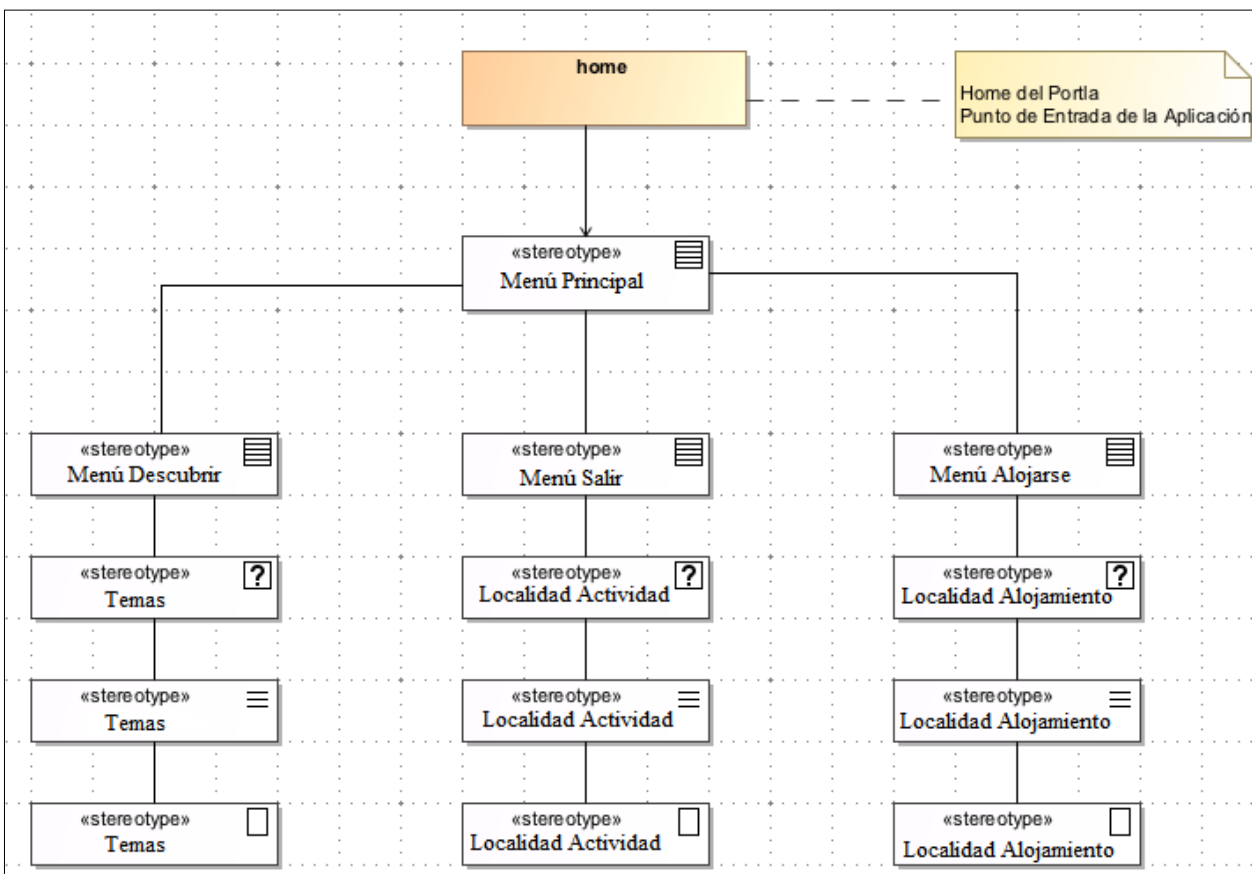 home
Home del Portla
Punto de Entrada de la Aplicación
«stereotype»
Menú Principal
«stereotype»
Menú Descubrir
«stereotype»
Menú Salir
«stereotype»
Menú Alojarse
«stereotype»
?
Temas
«stereotype»
?
Localidad Actividad
«stereotype»
?
Localidad Alojamiento
«stereotype»
Temas
«stereotype»
Localidad Actividad
«stereotype»
Localidad Alojamiento
«stereotype»
Temas
«stereotype»
Localidad Actividad
«stereotype»
Localidad Alojamiento